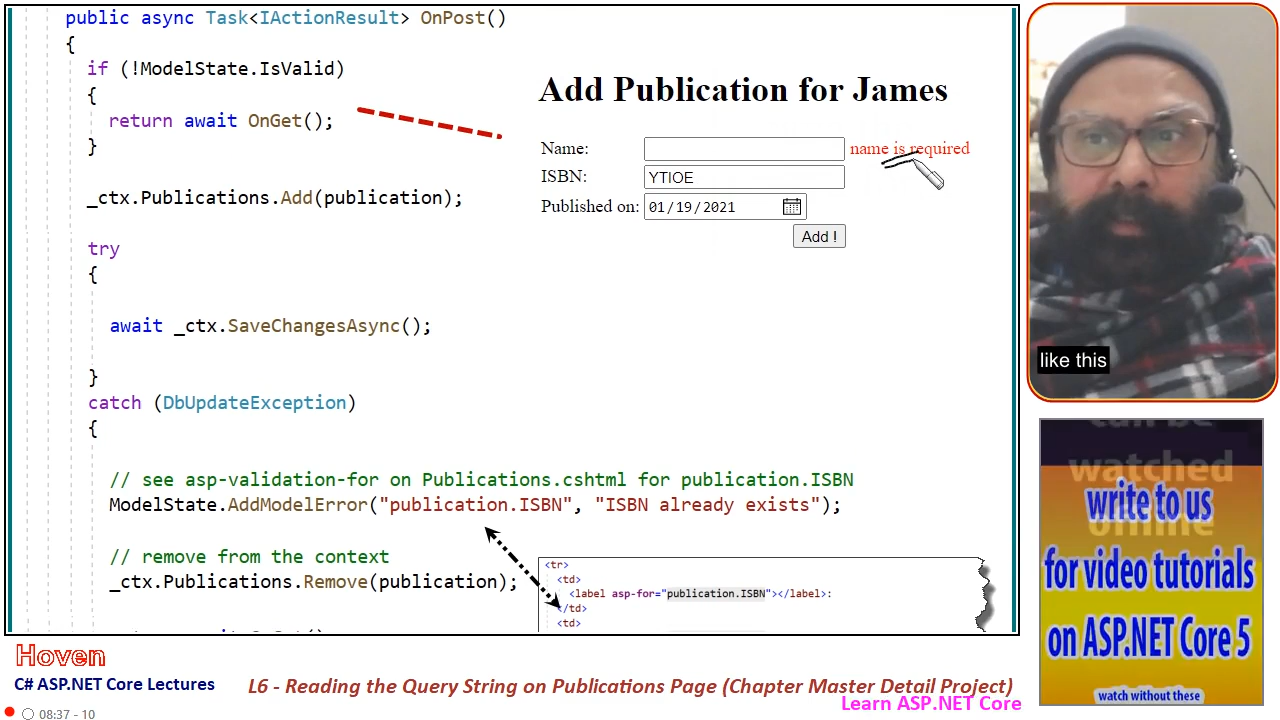 public async Task<IActionResult> OnPost()
{
if (!ModelState.IsValid)
{
return await OnGet();
}
_ctx.Publications.Add(publication);
try
{
await _ctx.SaveChangesAsync();
}
catch (DbUpdateException)
{
// see asp-validation-for on Publications.cshtml for publication.ISBN
ModelState.AddModelError("publication.ISBN", "ISBN already exists");
// remove from the context
_ctx.Publications.Remove(publication);
Add Publication for James
Name: name is required
ISBN: YTIOE
Published on: 01/19/2021
Add !
<tr>
<td>
<label asp-for="publication.ISBN"></label>:
</td>
<td>
like this
can be
watched
online
write to us
for video tutorials
on ASP.NET Core 5
watch without these
Hoven
C# ASP.NET Core Lectures
L6 - Reading the Query String on Publications Page (Chapter Master Detail Project)
Learn ASP.NET Core
08:37 - 10